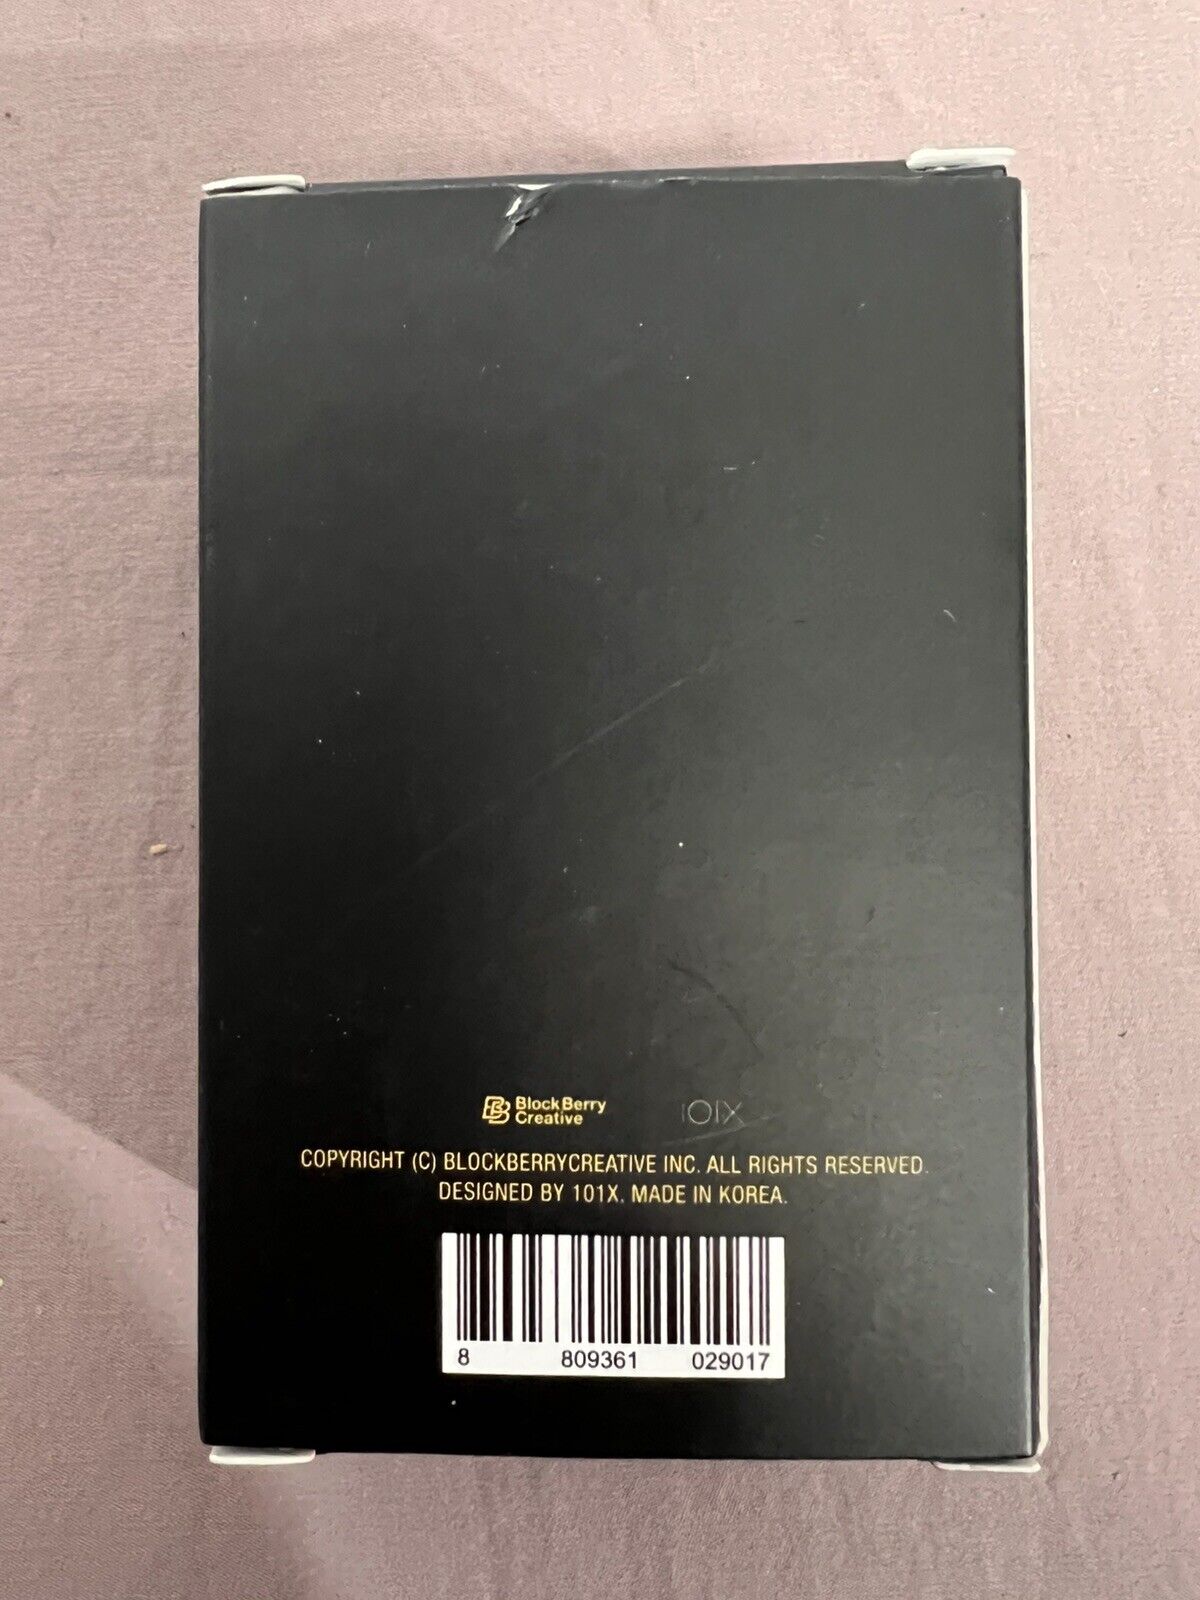 BlockBerry
Creative
101X
COPYRIGHT (C) BLOCKBERRYCREATIVE INC. ALL RIGHTS RESERVED.
DESIGNED BY 101X. MADE IN KOREA.
8 809361 029017